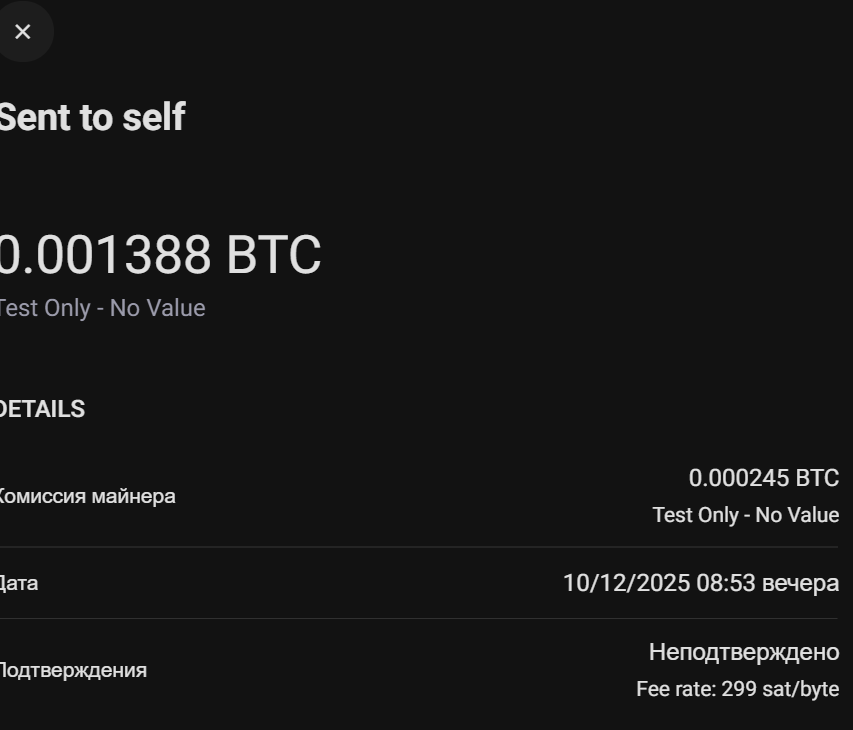 Sent to self
0.001388 BTC
Test Only - No Value
DETAILS
Комиссия майнера
0.000245 BTC
Test Only - No Value
Дата
10/12/2025 08:53 вечера
Подтверждения
Неподтверждено
Fee rate: 299 sat/byte